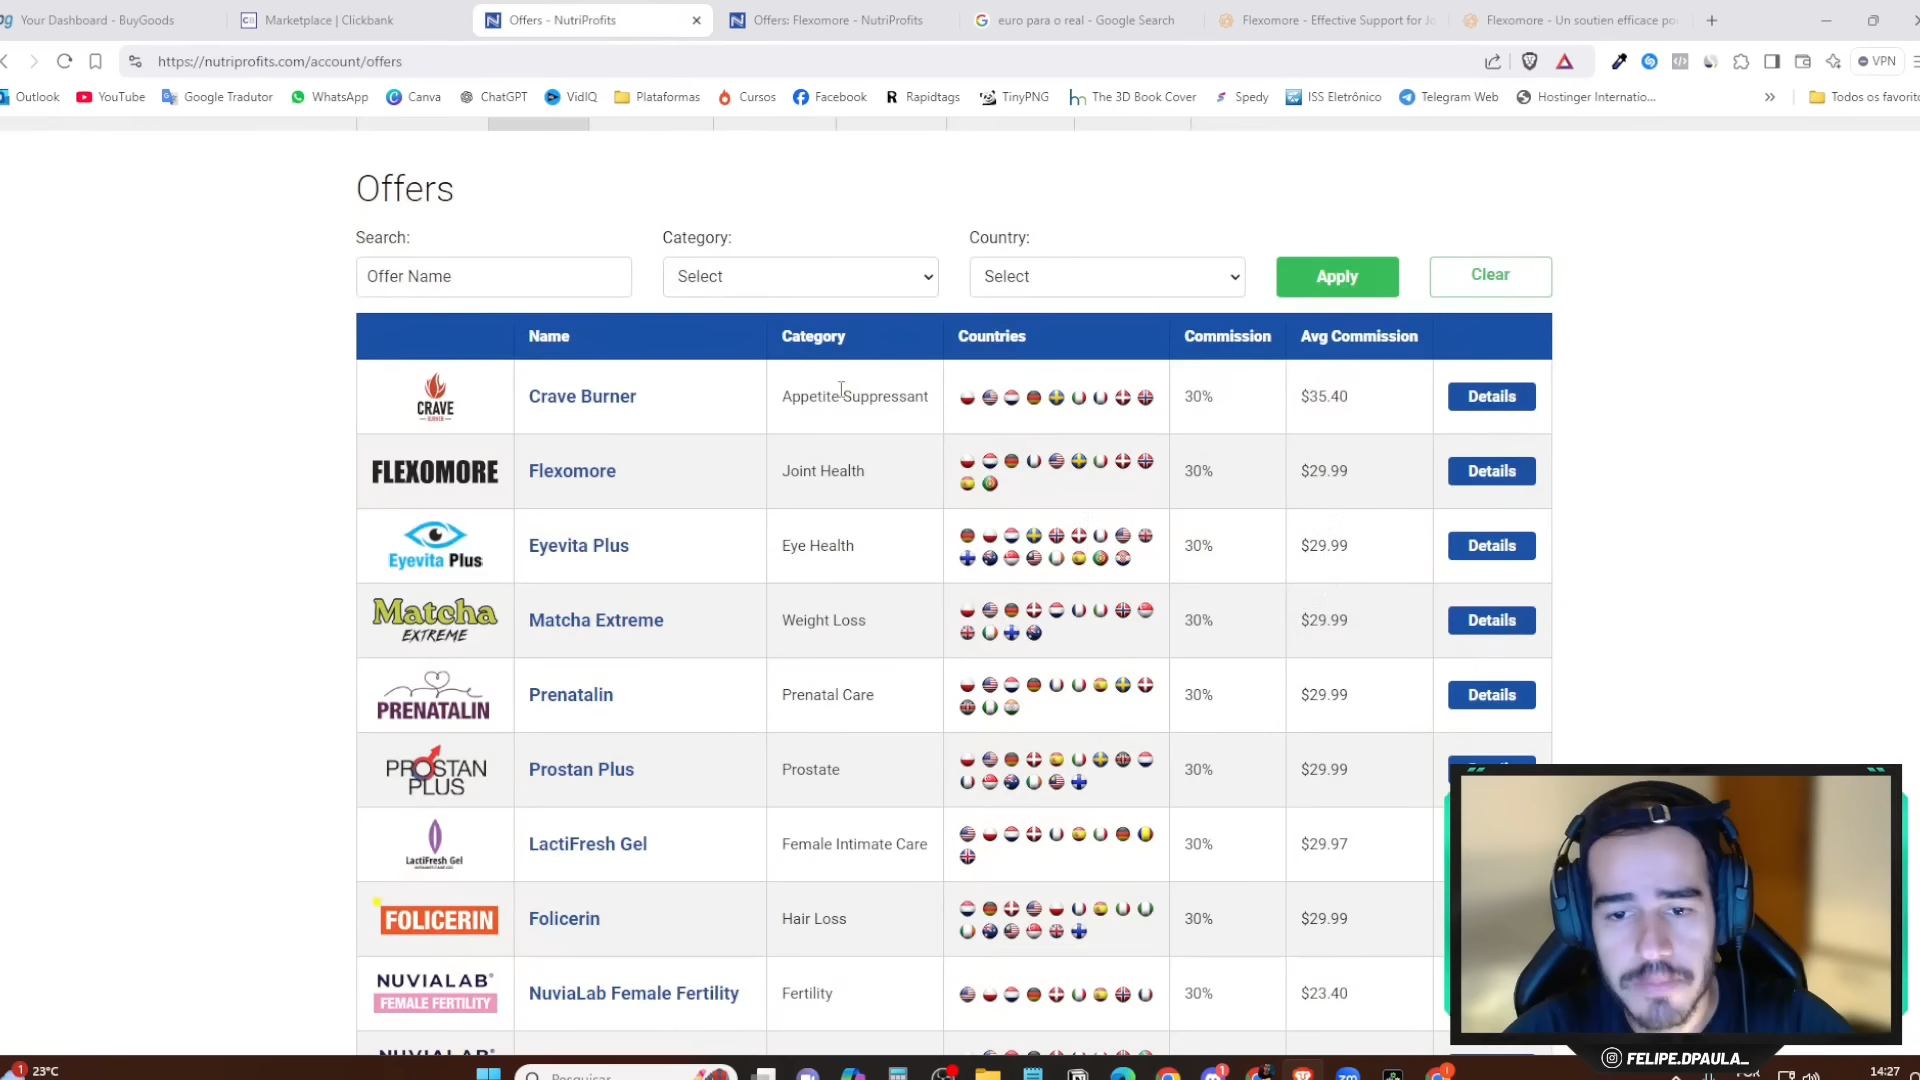 Your Dashboard - BuyGoods
Marketplace | Clickbank
Offers - NutriProfits
Offers: Flexomore - NutriProfits
euro para o real - Google Search
Flexomore - Effective Support for Jo
Flexomore - Un soutien efficace po
https://nutriprofits.com/account/offers
VPN
Outlook
YouTube
Google Tradutor
WhatsApp
Canva
ChatGPT
VidIQ
Plataformas
Cursos
Facebook
Rapidtags
TinyPNG
The 3D Book Cover
Spedy
ISS Eletrônico
Telegram Web
Hostinger Internatio...
Todos os favorito
Offers
Search:
Category:
Country:
Offer Name
Select
Select
Apply
Clear
Name
Category
Countries
Commission
Avg Commission
CRAVE
BURNER
Crave Burner
Appetite Suppressant
30%
$35.40
Details
FLEXOMORE
Flexomore
Joint Health
30%
$29.99
Details
Eyevita Plus
Eyevita Plus
Eye Health
30%
$29.99
Details
Matcha
EXTREME
Matcha Extreme
Weight Loss
30%
$29.99
Details
PRENATALIN
Prenatalin
Prenatal Care
30%
$29.99
Details
PROSTAN
PLUS
Prostan Plus
Prostate
30%
$29.99
LactiFresh Gel
LactiFresh Gel
Female Intimate Care
30%
$29.97
FOLICERIN
Folicerin
Hair Loss
30%
$29.99
NUVIALAB®
FEMALE FERTILITY
NuviaLab Female Fertility
Fertility
30%
$23.40
FELIPE.DPAULA_
23°C
Pesquisar
14:27